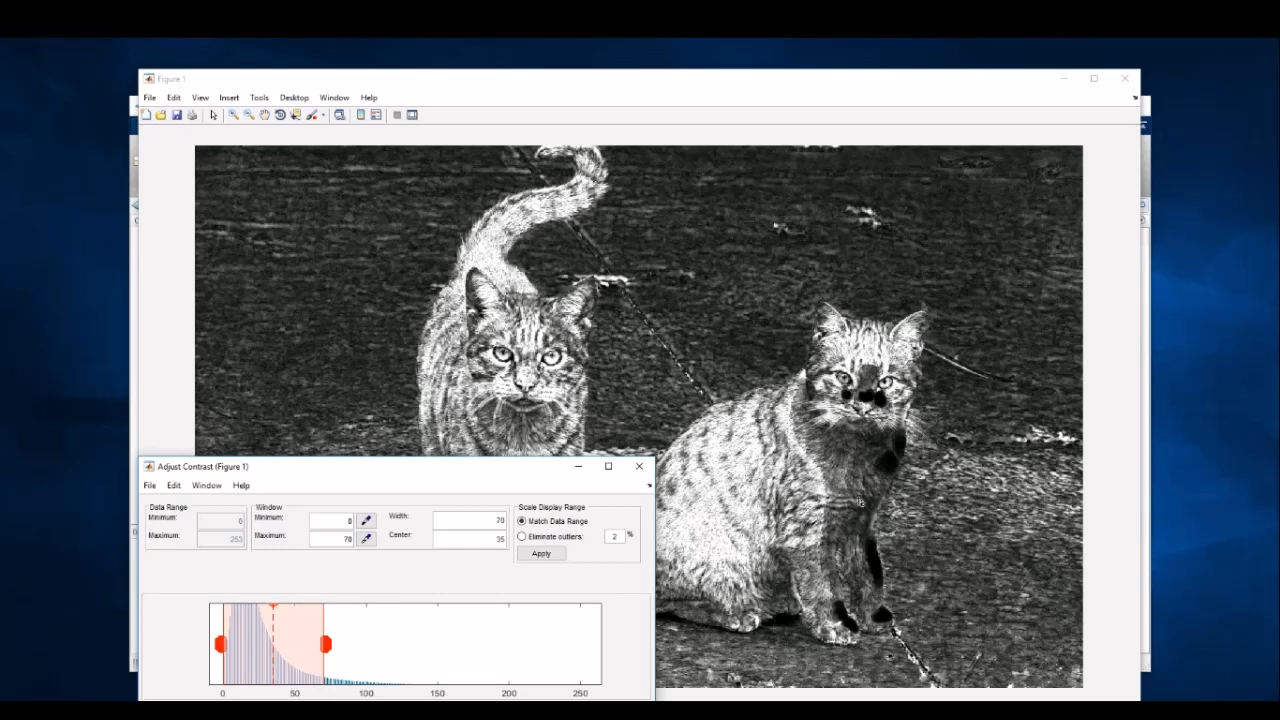 Figure 1
File Edit View Insert Tools Desktop Window Help
Adjust Contrast (Figure 1)
File Edit Window Help
Data Range
Minimum: 0
Maximum: 253
Window
Minimum: 0
Maximum: 70
Width: 70
Center: 35
Scale Display Range
Match Data Range
Eliminate outliers: 2 %
Apply
0 50 100 150 200 250